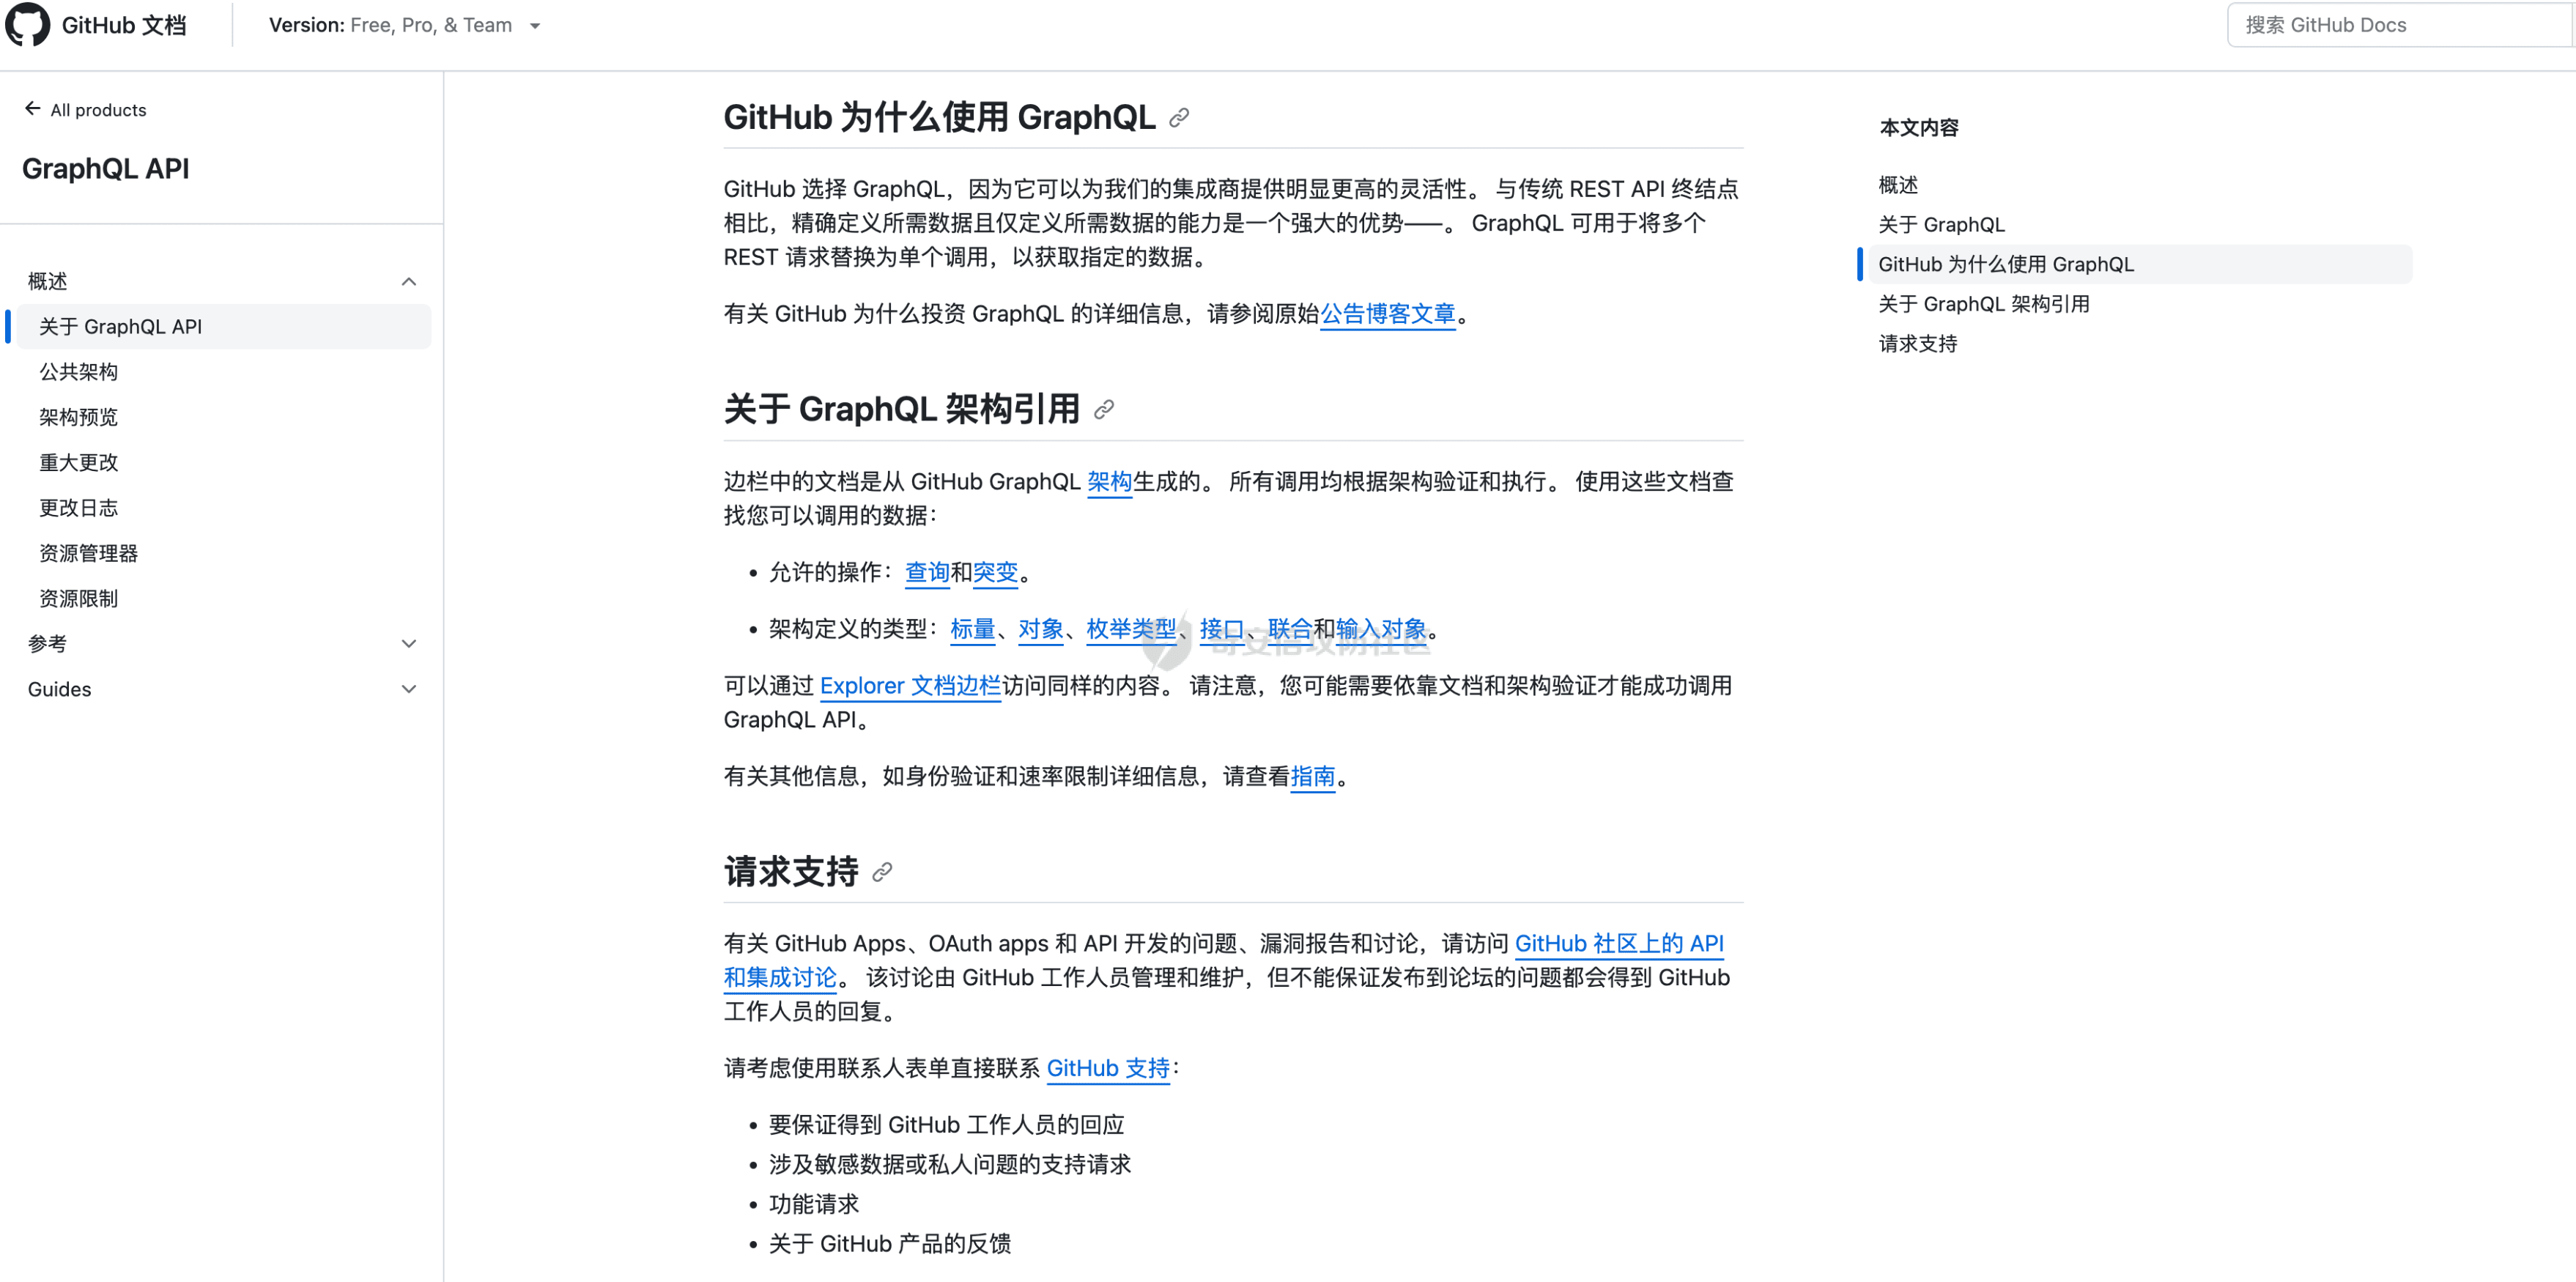 GitHub 文档
Version: Free, Pro, & Team
搜索 GitHub Docs
← All products
GraphQL API
概述
关于 GraphQL API
公共架构
架构预览
重大更改
更改日志
资源管理器
资源限制
参考
Guides
GitHub 为什么使用 GraphQL
GitHub 选择 GraphQL，因为它可以为我们的集成商提供明显更高的灵活性。 与传统 REST API 终结点
相比，精确定义所需数据且仅定义所需数据的能力是一个强大的优势——。 GraphQL 可用于将多个
REST 请求替换为单个调用，以获取指定的数据。
有关 GitHub 为什么投资 GraphQL 的详细信息，请参阅原始公告博客文章。
关于 GraphQL 架构引用
边栏中的文档是从 GitHub GraphQL 架构生成的。 所有调用均根据架构验证和执行。 使用这些文档查
找您可以调用的数据：
• 允许的操作：查询和突变。
• 架构定义的类型：标量、对象、枚举类型、接口、联合和输入对象。
奇安信攻防社区
可以通过 Explorer 文档边栏访问同样的内容。 请注意，您可能需要依靠文档和架构验证才能成功调用
GraphQL API。
有关其他信息，如身份验证和速率限制详细信息，请查看指南。
请求支持
有关 GitHub Apps、OAuth apps 和 API 开发的问题、漏洞报告和讨论，请访问 GitHub 社区上的 API
和集成讨论。 该讨论由 GitHub 工作人员管理和维护，但不能保证发布到论坛的问题都会得到 GitHub
工作人员的回复。
请考虑使用联系人表单直接联系 GitHub 支持：
• 要保证得到 GitHub 工作人员的回应
• 涉及敏感数据或私人问题的支持请求
• 功能请求
• 关于 GitHub 产品的反馈
本文内容
概述
关于 GraphQL
GitHub 为什么使用 GraphQL
关于 GraphQL 架构引用
请求支持